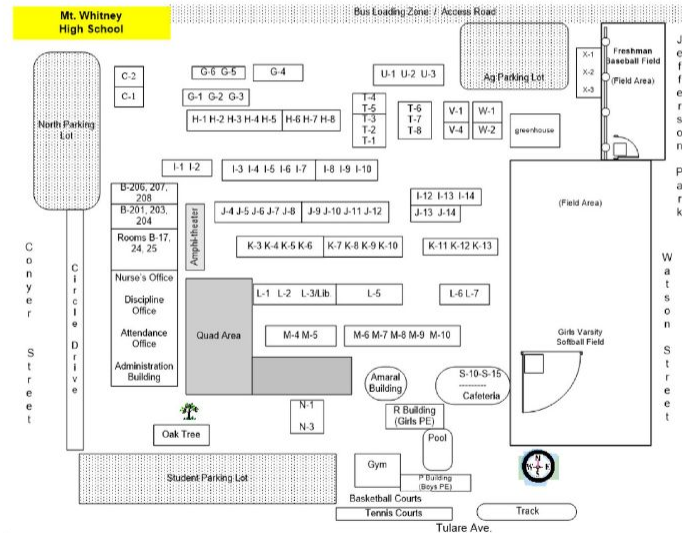 Mt. Whitney
High School
Bus Loading Zone / Access Road
North Parking
Lot
C-2
C-1
G-6 G-5
G-4
G-1 G-2 G-3
H-1 H-2 H-3 H-4 H-5
H-6 H-7 H-8
U-1 U-2 U-3
Ag Parking Lot
X-1
X-2
X-3
Freshman
Baseball Field
(Field Area)
Jefferson Park
T-4
T-5
T-3
T-2
T-1
T-6
T-7
T-8
V-1
V-4
W-1
W-2
greenhouse
I-1 I-2
I-3 I-4 I-5 I-6 I-7
I-8 I-9 I-10
I-12 I-13 I-14
J-13 J-14
(Field Area)
B-206, 207,
208
B-201, 203,
204
Rooms B-17,
24, 25
Amphi-theater
J-4 J-5 J-6 J-7 J-8
J-9 J-10 J-11 J-12
K-3 K-4 K-5 K-6
K-7 K-8 K-9 K-10
K-11 K-12 K-13
Conyer Street
Circle Drive
Nurse's Office
Discipline
Office
Attendance
Office
Administration
Building
Quad Area
L-1 L-2 L-3/Lib.
L-5
L-6 L-7
M-4 M-5
M-6 M-7 M-8 M-9 M-10
Girls Varsity
Softball Field
Watson Street
Amaral
Building
S-10-S-15
----------
Cafeteria
N-1
N-3
R Building
(Girls PE)
Pool
Oak Tree
Student Parking Lot
Gym
P Building
(Boys PE)
N
W
E
Basketball Courts
Tennis Courts
Track
Tulare Ave.